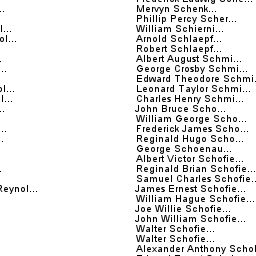 Mervyn Schenk...
Phillip Percy Scher...
William Schierni...
Arnold Schlaepf...
Robert Schlaepf...
Albert August Schmi...
George Crosby Schmi...
Edward Theodore Schmi.
Leonard Taylor Schmi...
Charles Henry Schmi...
John Bruce Scho...
William George Scho...
Frederick James Scho...
Reginald Hugo Scho...
George Schoenau...
Albert Victor Schofie...
Reginald Brian Schofie...
Samuel Charles Schofie..
Reynol... James Ernest Schofie...
William Hague Schofie...
Joe Willie Schofie...
John William Schofie...
Walter Schofie...
Walter Schofie...
Alexander Anthony Schol